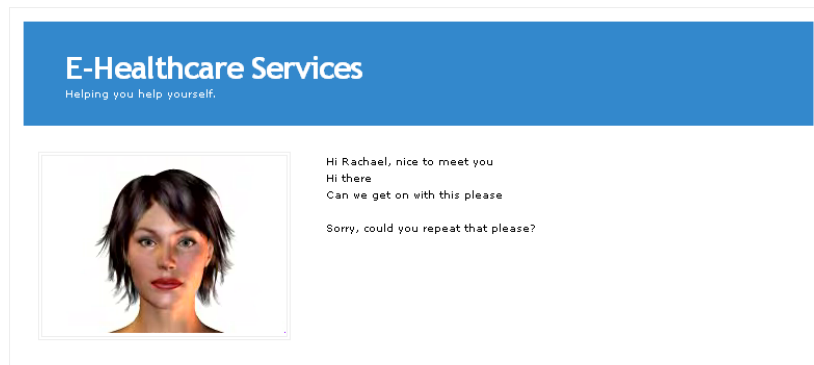 E-Healthcare Services
Helping you help yourself.
Hi Rachael, nice to meet you
Hi there
Can we get on with this please
Sorry, could you repeat that please?